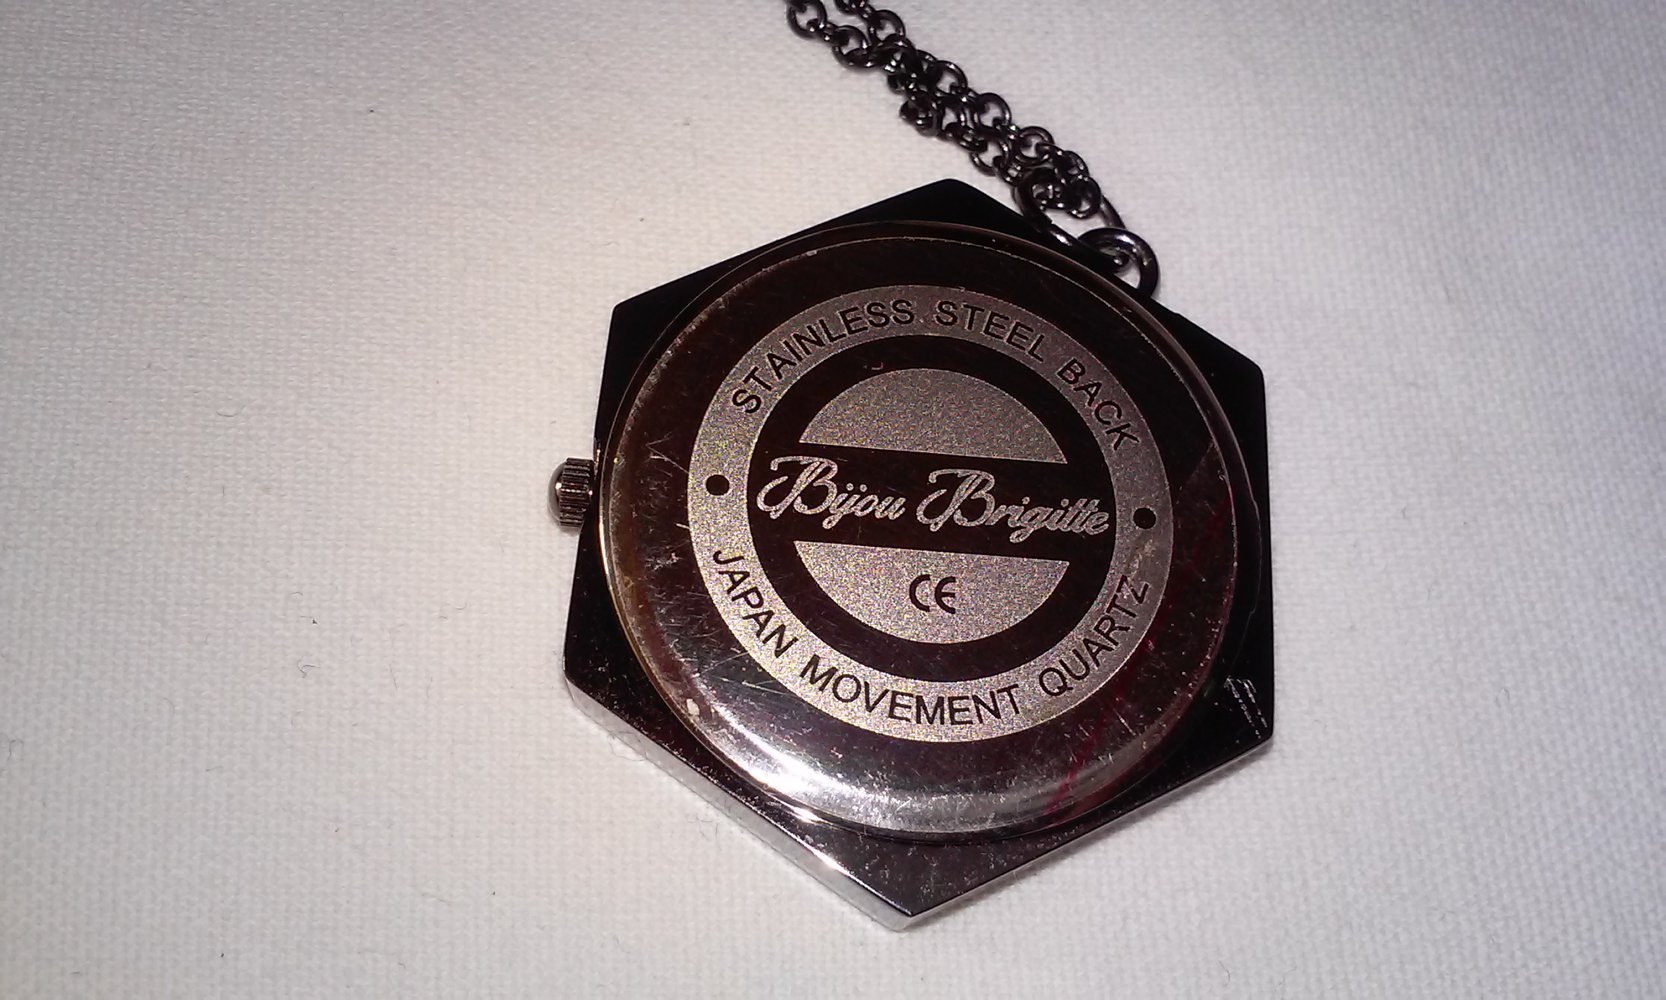 STAINLESS STEEL BACK
Bijou Brigitte
CE
JAPAN MOVEMENT QUARTZ